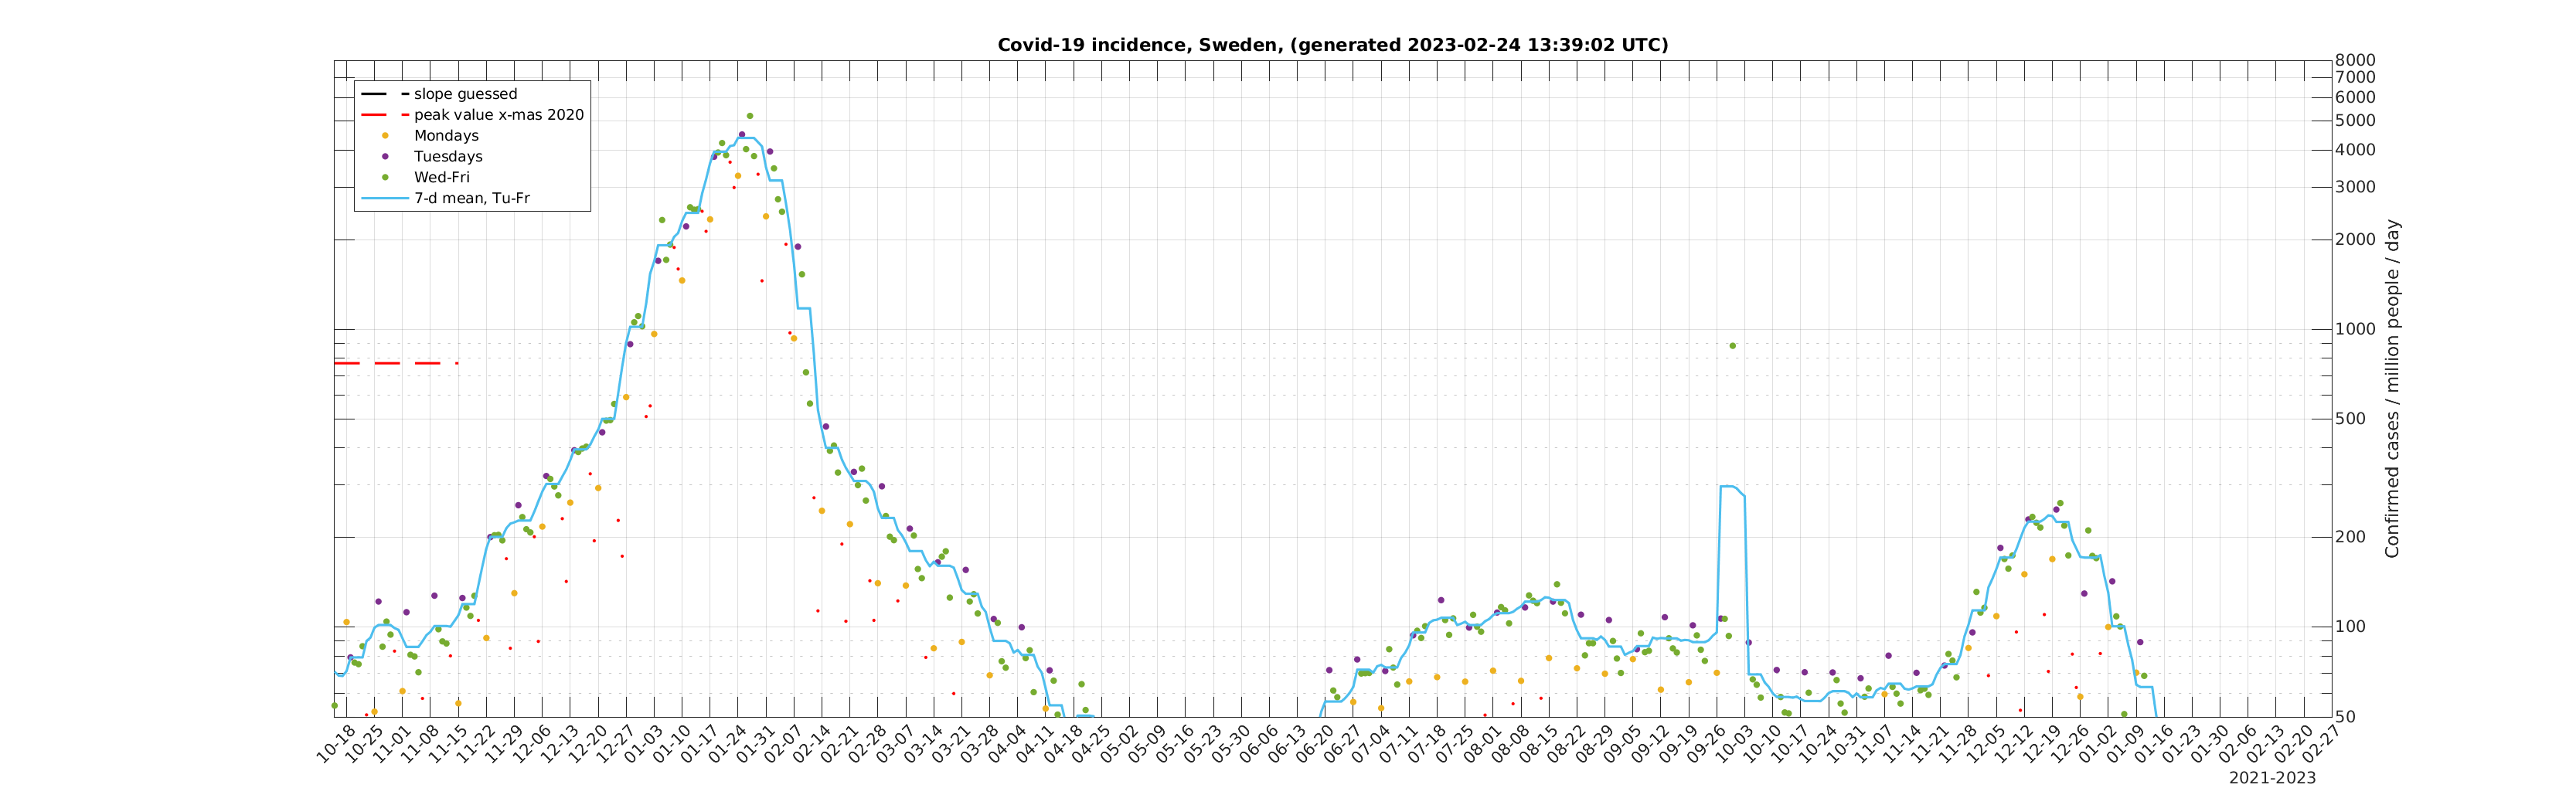 Covid-19 incidence, Sweden, (generated 2023-02-24 13:39:02 UTC)
slope guessed
peak value x-mas 2020
Mondays
Tuesdays
Wed-Fri
7-d mean, Tu-Fr
8000
7000
6000
5000
4000
3000
2000
1000
500
200
100
50
Confirmed cases / million people / day
10-18 10-25 11-01 11-08 11-15 11-22 11-29 12-06 12-13 12-20 12-27 01-03 01-10 01-17 01-24 01-31 02-07 02-14 02-21 02-28 03-07 03-14 03-21 03-28 04-04 04-11 04-18 04-25 05-02 05-09 05-16 05-23 05-30 06-06 06-13 06-20 06-27 07-04 07-11 07-18 07-25 08-01 08-08 08-15 08-22 08-29 09-05 09-12 09-19 09-26 10-03 10-10 10-17 10-24 10-31 11-07 11-14 11-21 11-28 12-05 12-12 12-19 12-26 01-02 01-09 01-16 01-23 01-30 02-06 02-13 02-20 02-27
2021-2023